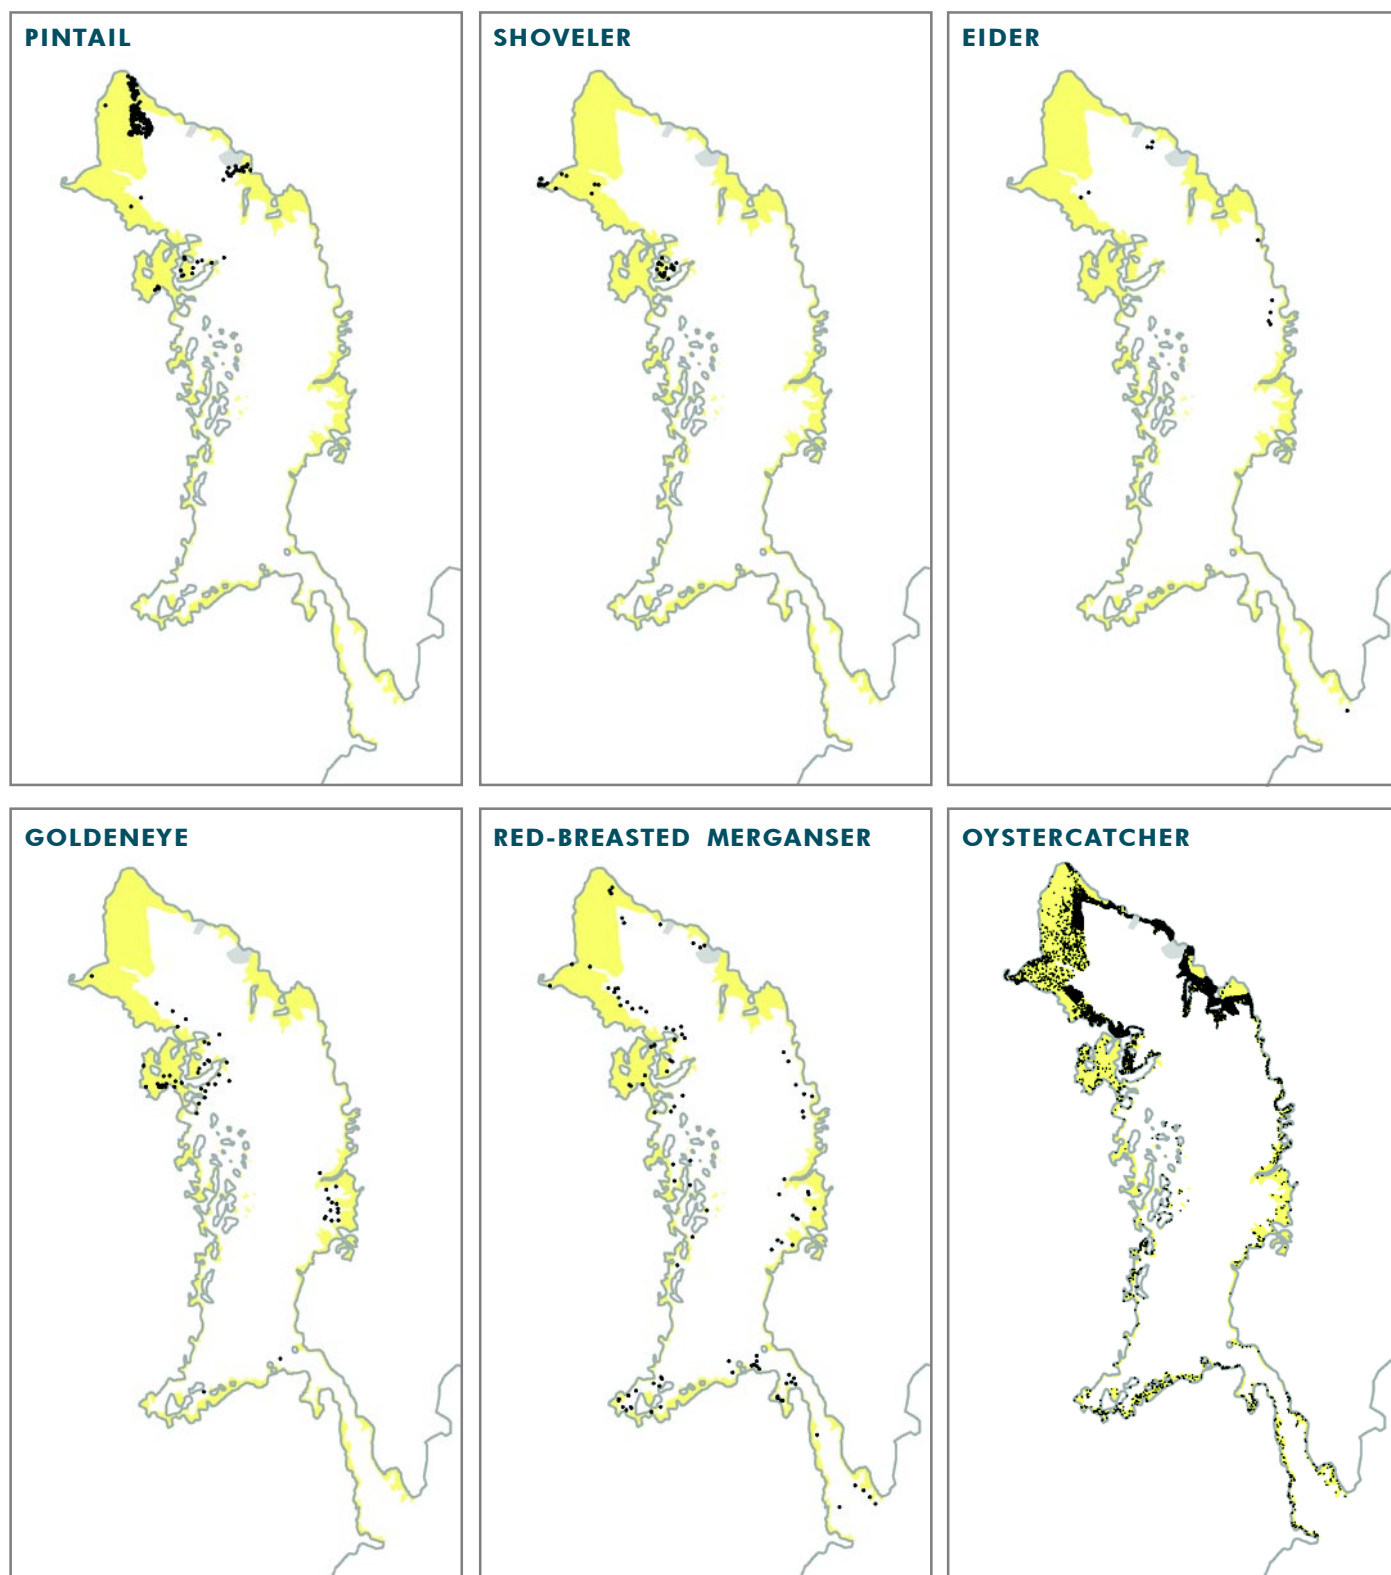 PINTAIL
SHOVELER
EIDER
GOLDENEYE
RED-BREASTED MERGANSER
OYSTERCATCHER